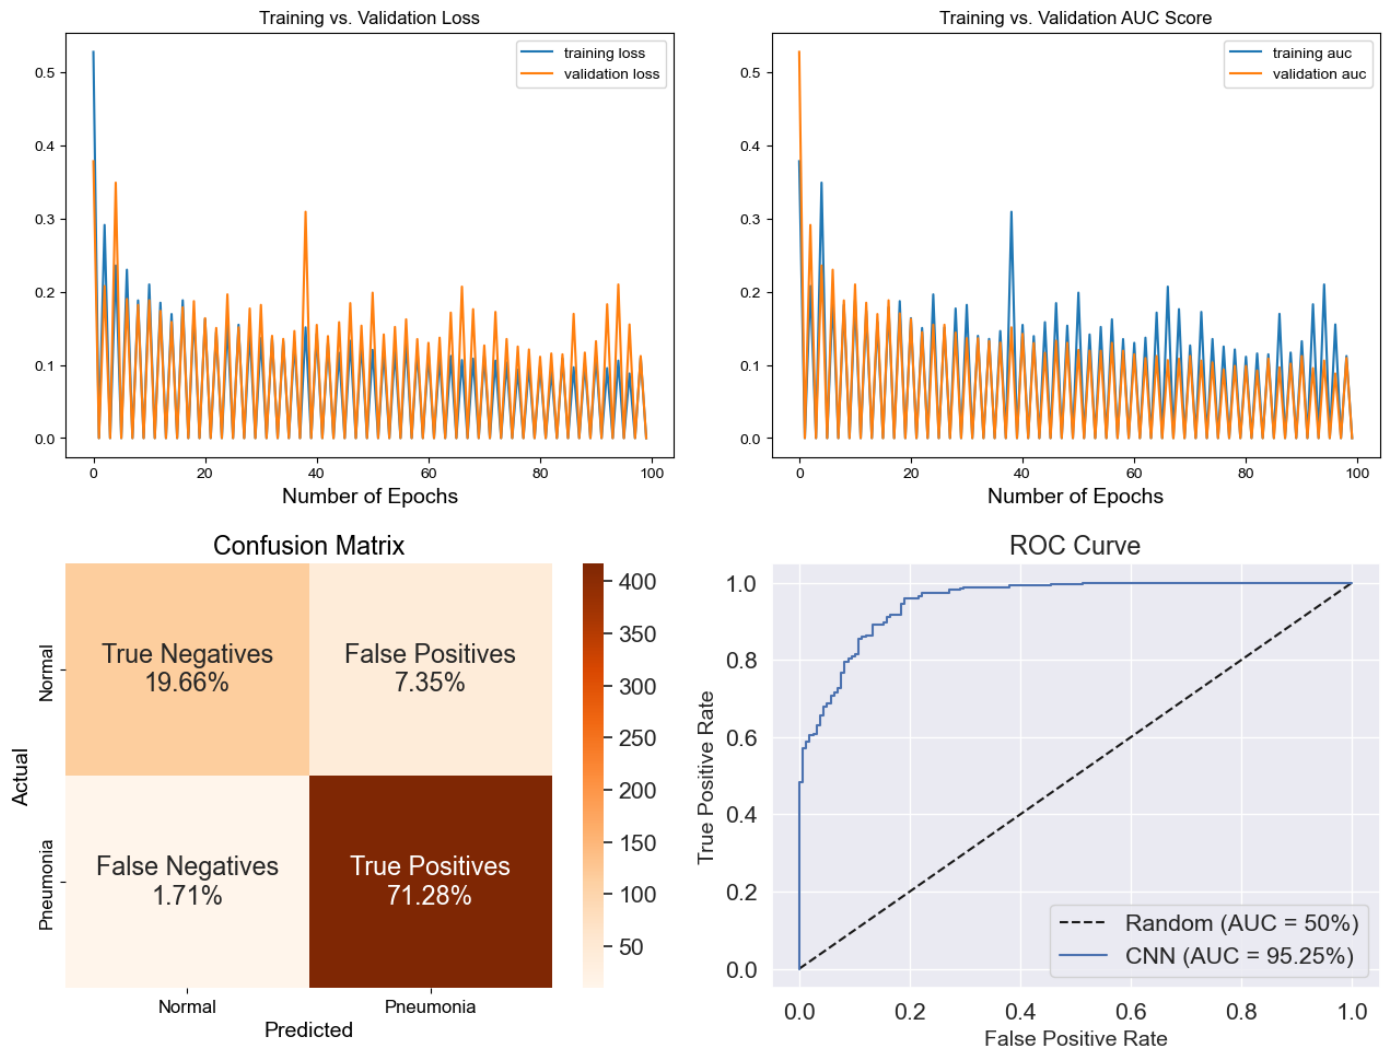 Training vs. Validation Loss
training loss
validation loss
0.5
0.4
0.3
0.2
0.1
0.0
0 20 40 60 80 100
Number of Epochs
Training vs. Validation AUC Score
training auc
validation auc
0.5
0.4
0.3
0.2
0.1
0.0
0 20 40 60 80 100
Number of Epochs
Confusion Matrix
Actual
Normal
Pneumonia
True Negatives
19.66%
False Positives
7.35%
False Negatives
1.71%
True Positives
71.28%
Normal Pneumonia
Predicted
400
350
300
250
200
150
100
50
ROC Curve
True Positive Rate
1.0
0.8
0.6
0.4
0.2
0.0
Random (AUC = 50%)
CNN (AUC = 95.25%)
0.0 0.2 0.4 0.6 0.8 1.0
False Positive Rate